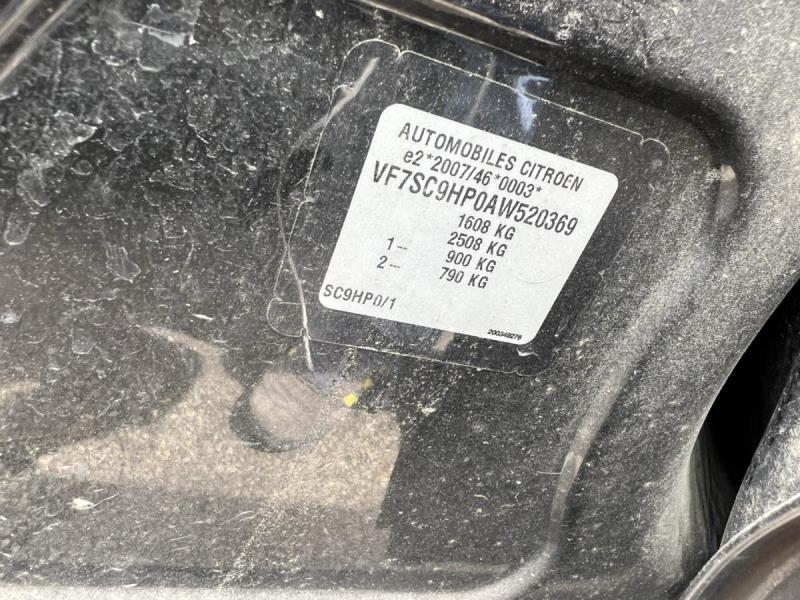 AUTOMOBILES CITROEN
e2*2007/46*0003*
VF7SC9HP0AW520369
1608 KG
1-- 2508 KG
2-- 900 KG
790 KG
SC9HP0/1
200349276